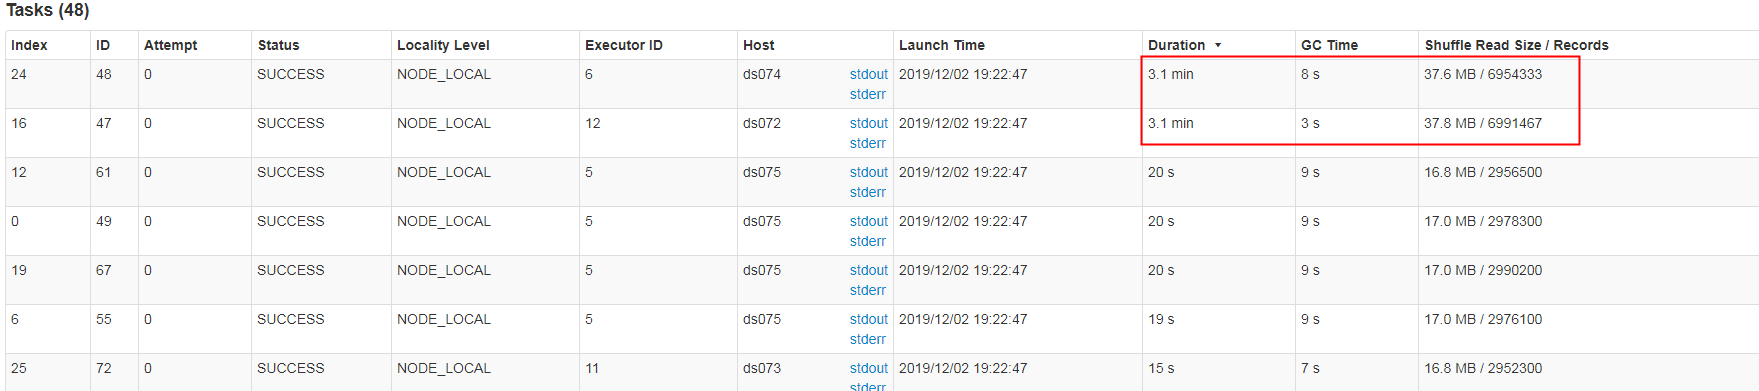 Tasks (48)
Index ID Attempt Status Locality Level Executor ID Host Launch Time Duration GC Time Shuffle Read Size / Records
24 48 0 SUCCESS NODE_LOCAL 6 ds074 stdout 2019/12/02 19:22:47 3.1 min 8 s 37.6 MB / 6954333
stderr
16 47 0 SUCCESS NODE_LOCAL 12 ds072 stdout 2019/12/02 19:22:47 3.1 min 3 s 37.8 MB / 6991467
stderr
12 61 0 SUCCESS NODE_LOCAL 5 ds075 stdout 2019/12/02 19:22:47 20 s 9 s 16.8 MB / 2956500
stderr
0 49 0 SUCCESS NODE_LOCAL 5 ds075 stdout 2019/12/02 19:22:47 20 s 9 s 17.0 MB / 2978300
stderr
19 67 0 SUCCESS NODE_LOCAL 5 ds075 stdout 2019/12/02 19:22:47 20 s 9 s 17.0 MB / 2990200
stderr
6 55 0 SUCCESS NODE_LOCAL 5 ds075 stdout 2019/12/02 19:22:47 19 s 9 s 17.0 MB / 2976100
stderr
25 72 0 SUCCESS NODE_LOCAL 11 ds073 stdout 2019/12/02 19:22:47 15 s 7 s 16.8 MB / 2952300
stderr